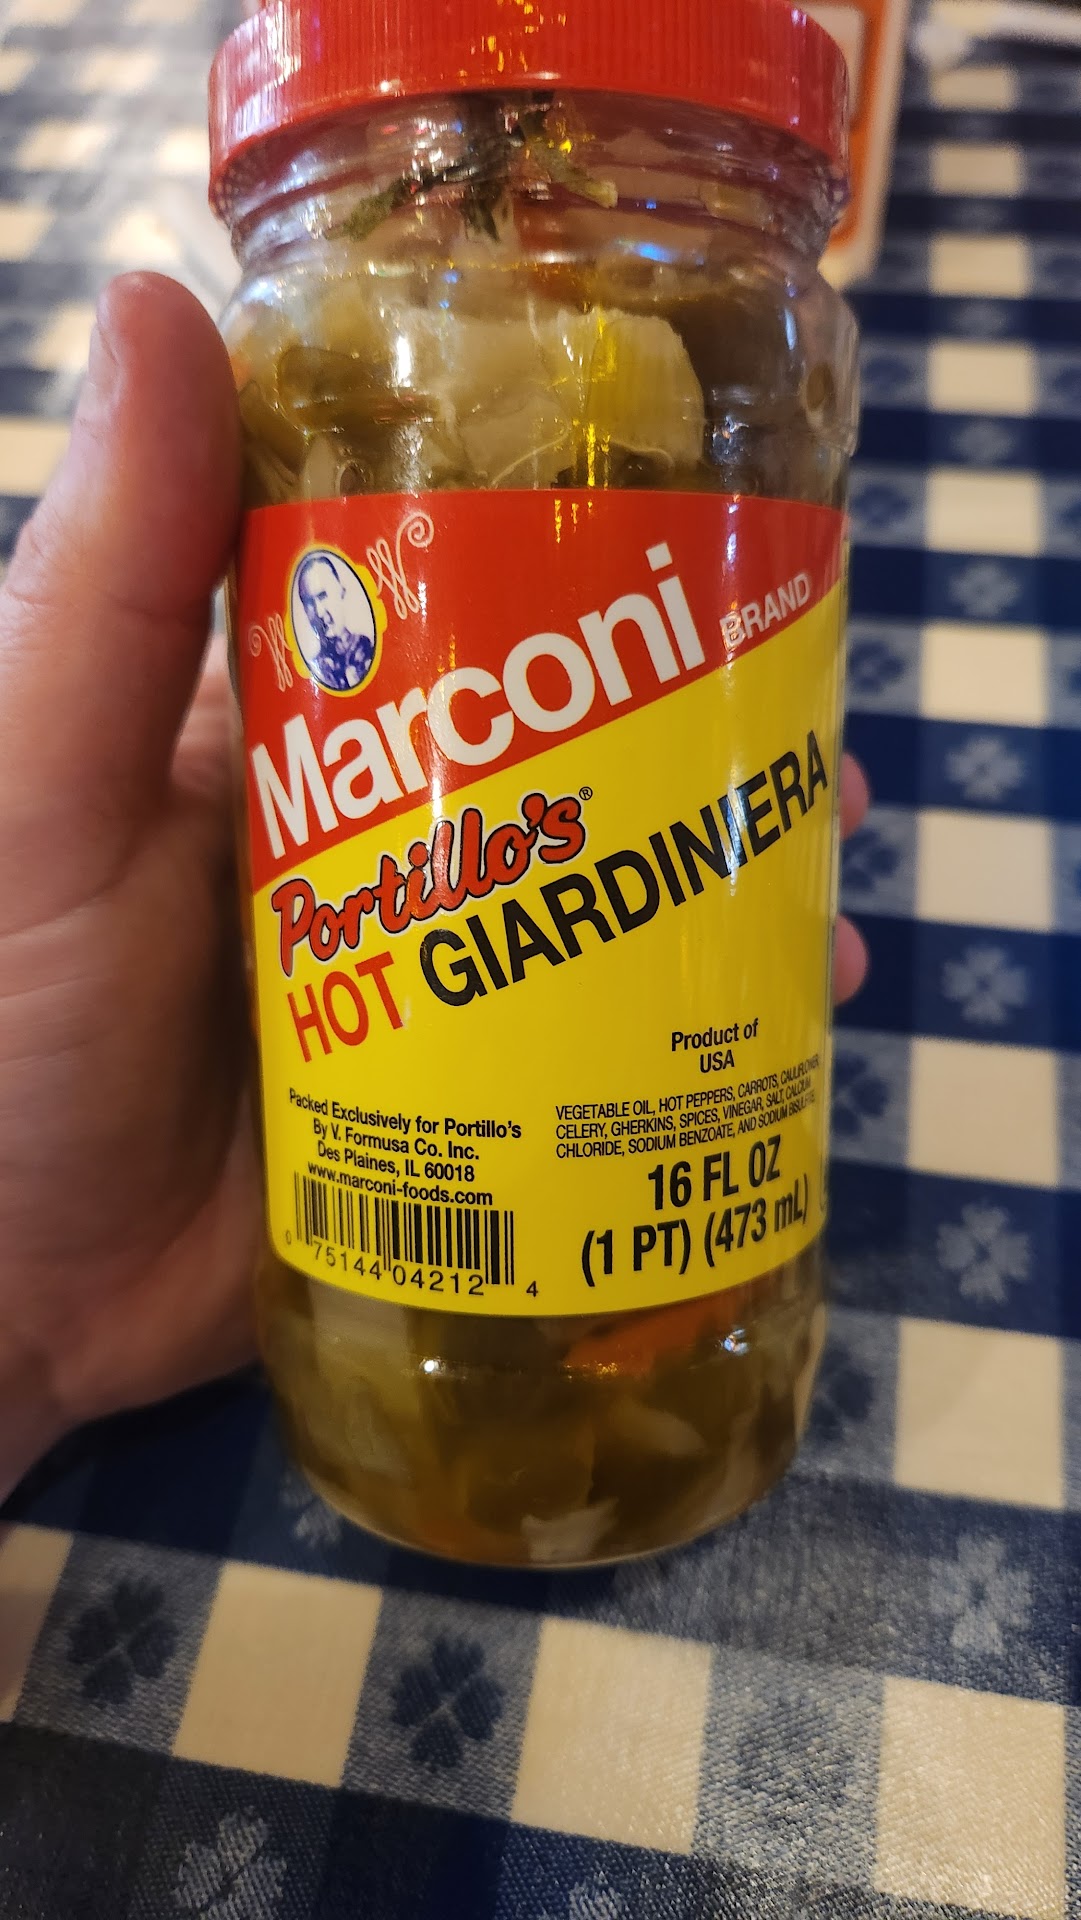 Marconi BRAND
Portillo's®
HOT GIARDINIERA
Product of
USA
Packed Exclusively for Portillo's
By V. Formusa Co. Inc.
Des Plaines, IL 60018
www.marconi-foods.com
0 75144 04212 4
VEGETABLE OIL, HOT PEPPERS, CARROTS, CAULIFLOWER,
CELERY, GHERKINS, SPICES, VINEGAR, SALT, CALCIUM
CHLORIDE, SODIUM BENZOATE, AND SODIUM BISULFITE
16 FL OZ
(1 PT) (473 mL)